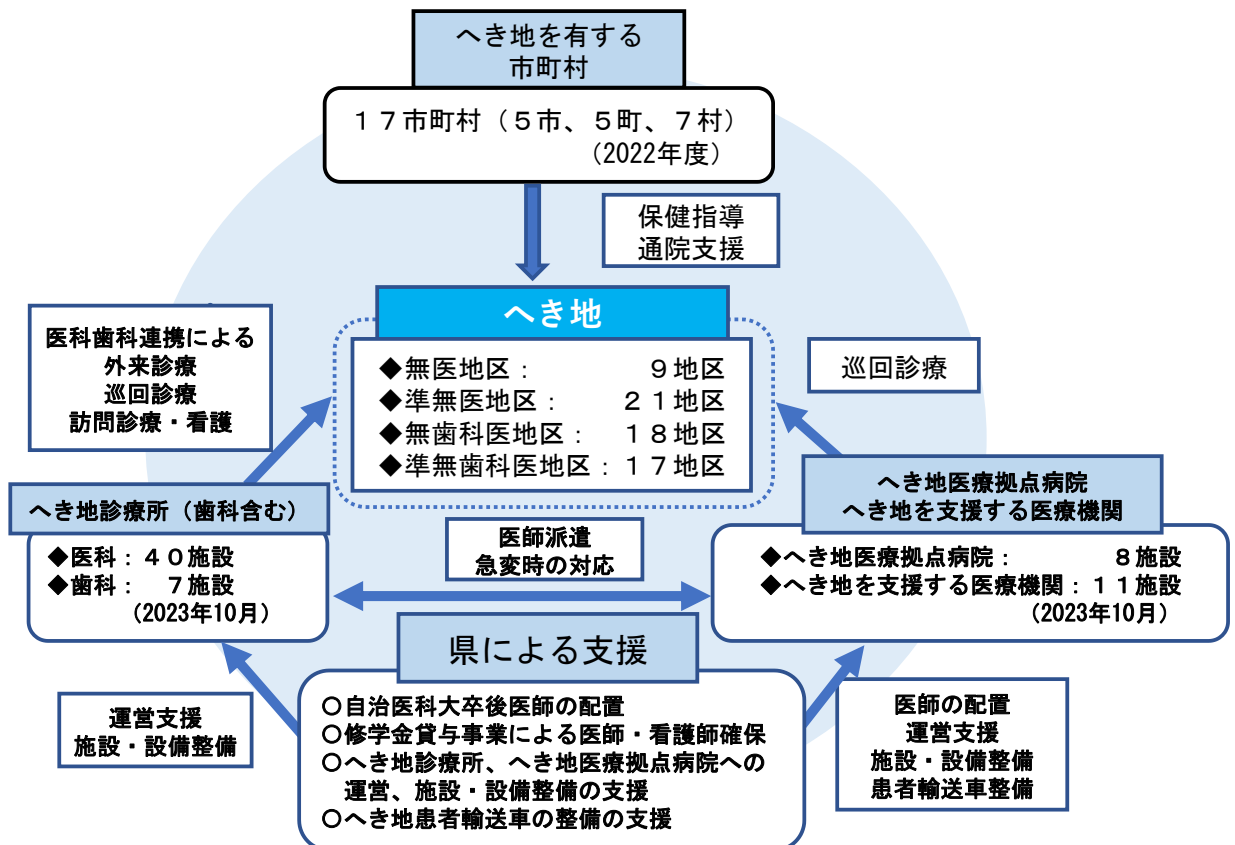 へき地を有する
市町村
１７市町村（５市、５町、７村）
（2022年度）
保健指導
通院支援
へき地
◆無医地区：　　　　９地区
◆準無医地区：　　２１地区
◆無歯科医地区：　１８地区
◆準無歯科医地区：１７地区
医科歯科連携による
外来診療
巡回診療
訪問診療・看護
巡回診療
へき地診療所（歯科含む）
◆医科：４０施設
◆歯科：　７施設
（2023年10月）
医師派遣
急変時の対応
へき地医療拠点病院
へき地を支援する医療機関
◆へき地医療拠点病院：　　　　８施設
◆へき地を支援する医療機関：１１施設
（2023年10月）
県による支援
○自治医科大卒後医師の配置
○修学金貸与事業による医師・看護師確保
○へき地診療所、へき地医療拠点病院への
運営、施設・設備整備の支援
○へき地患者輸送車の整備の支援
運営支援
施設・設備整備
医師の配置
運営支援
施設・設備整備
患者輸送車整備